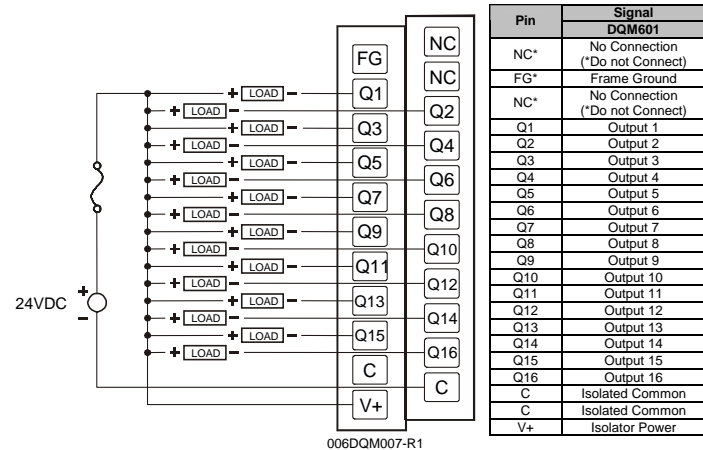 NC
FG
NC
+ LOAD - Q1
+ LOAD - Q2
+ LOAD - Q3
+ LOAD - Q4
+ LOAD - Q5
+ LOAD - Q6
+ LOAD - Q7
+ LOAD - Q8
+ LOAD - Q9
+ LOAD - Q10
+ LOAD - Q11
+ LOAD - Q12
+ LOAD - Q13
+ LOAD - Q14
+ LOAD - Q15
+ LOAD - Q16
C
C
V+
24VDC + -
006DQM007-R1
Pin Signal
DQM601
NC* No Connection
(*Do not Connect)
FG* Frame Ground
NC* No Connection
(*Do not Connect)
Q1 Output 1
Q2 Output 2
Q3 Output 3
Q4 Output 4
Q5 Output 5
Q6 Output 6
Q7 Output 7
Q8 Output 8
Q9 Output 9
Q10 Output 10
Q11 Output 11
Q12 Output 12
Q13 Output 13
Q14 Output 14
Q15 Output 15
Q16 Output 16
C Isolated Common
C Isolated Common
V+ Isolator Power